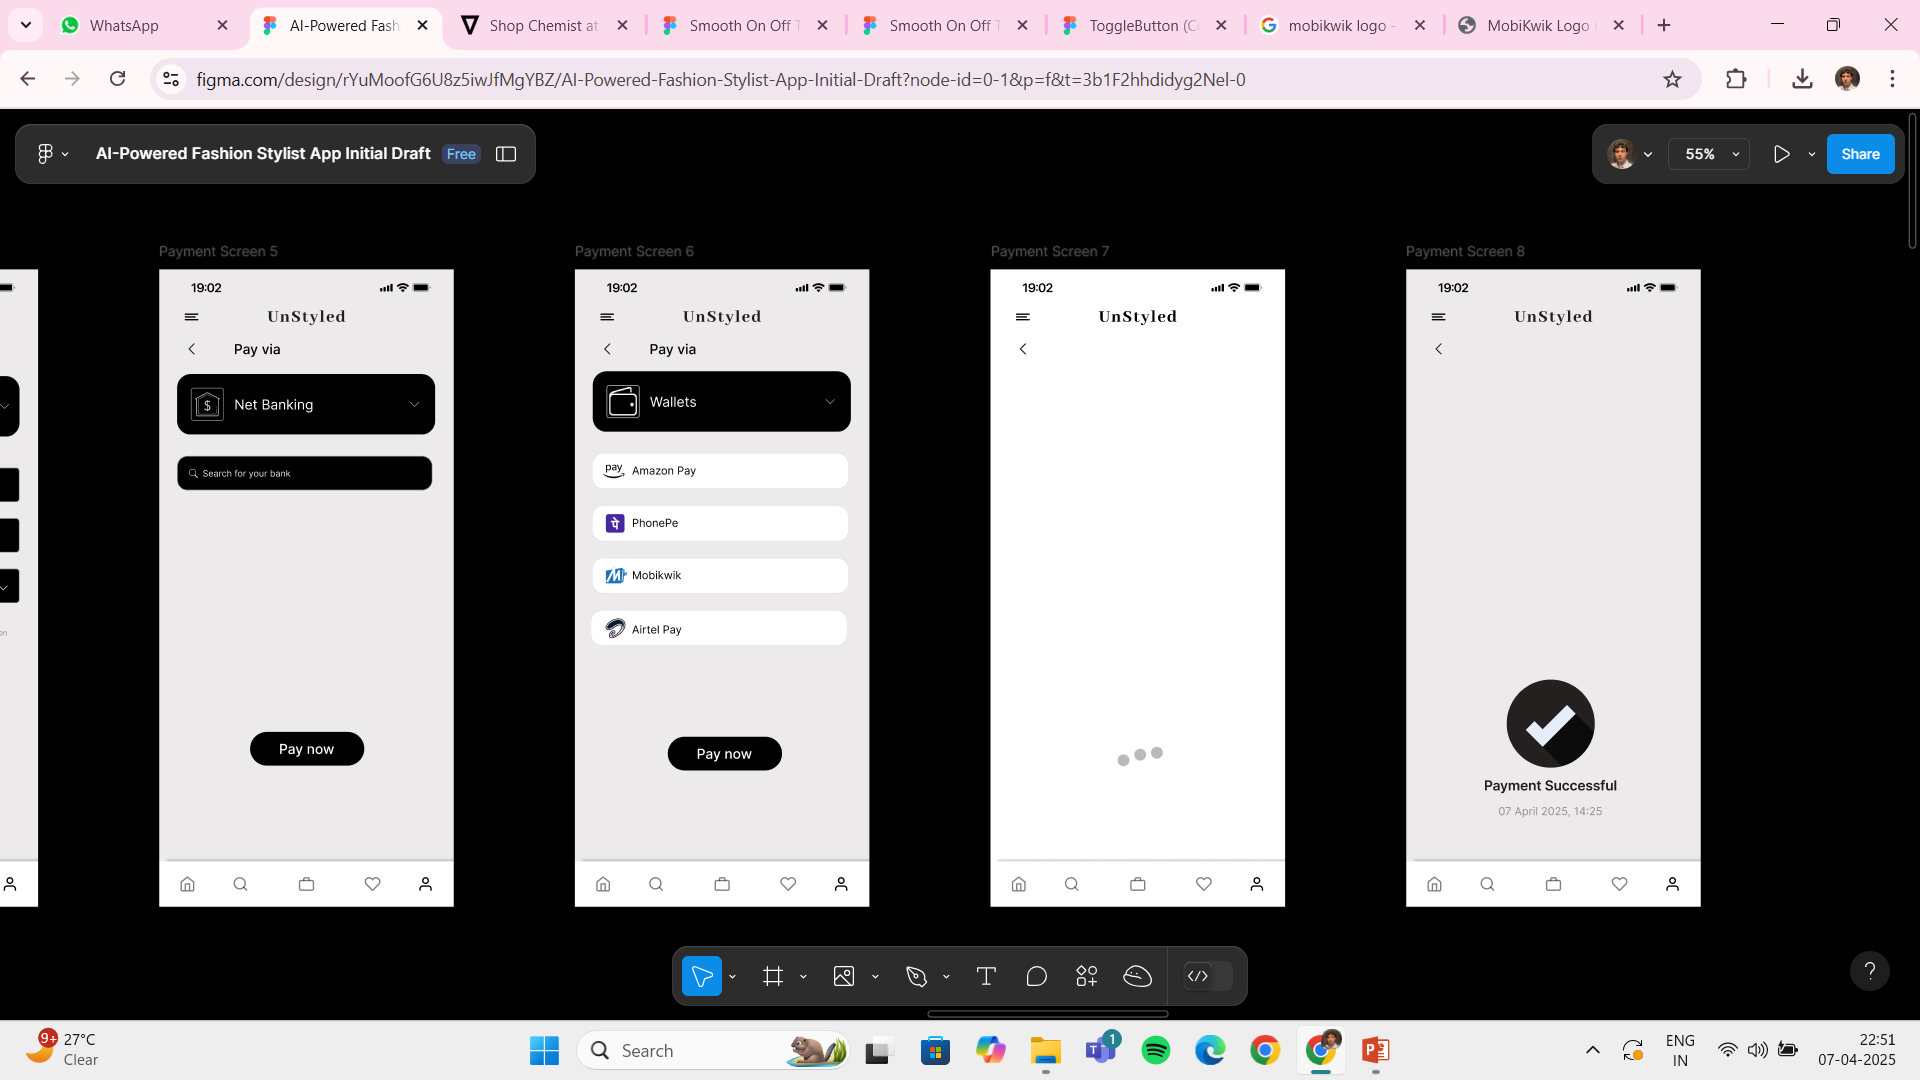 WhatsApp
AI-Powered Fash
Shop Chemist at
Smooth On Off T
Smooth On Off T
ToggleButton (Co
mobikwik logo -
MobiKwik Logo i
figma.com/design/rYuMoofG6U8z5iwJfMgYBZ/AI-Powered-Fashion-Stylist-App-Initial-Draft?node-id=0-1&p=f&t=3b1F2hhdidyg2Nel-0
AI-Powered Fashion Stylist App Initial Draft Free
55%
Share
Payment Screen 5
19:02
UnStyled
Pay via
$
Net Banking
Search for your bank
Pay now
Payment Screen 6
19:02
UnStyled
Pay via
Wallets
pay Amazon Pay
पे PhonePe
Mobikwik
Airtel Pay
Pay now
Payment Screen 7
19:02
UnStyled
Payment Screen 8
19:02
UnStyled
Payment Successful
07 April 2025, 14:25
on
?
9+
27°C
Clear
Search
1
ENG
IN
22:51
07-04-2025